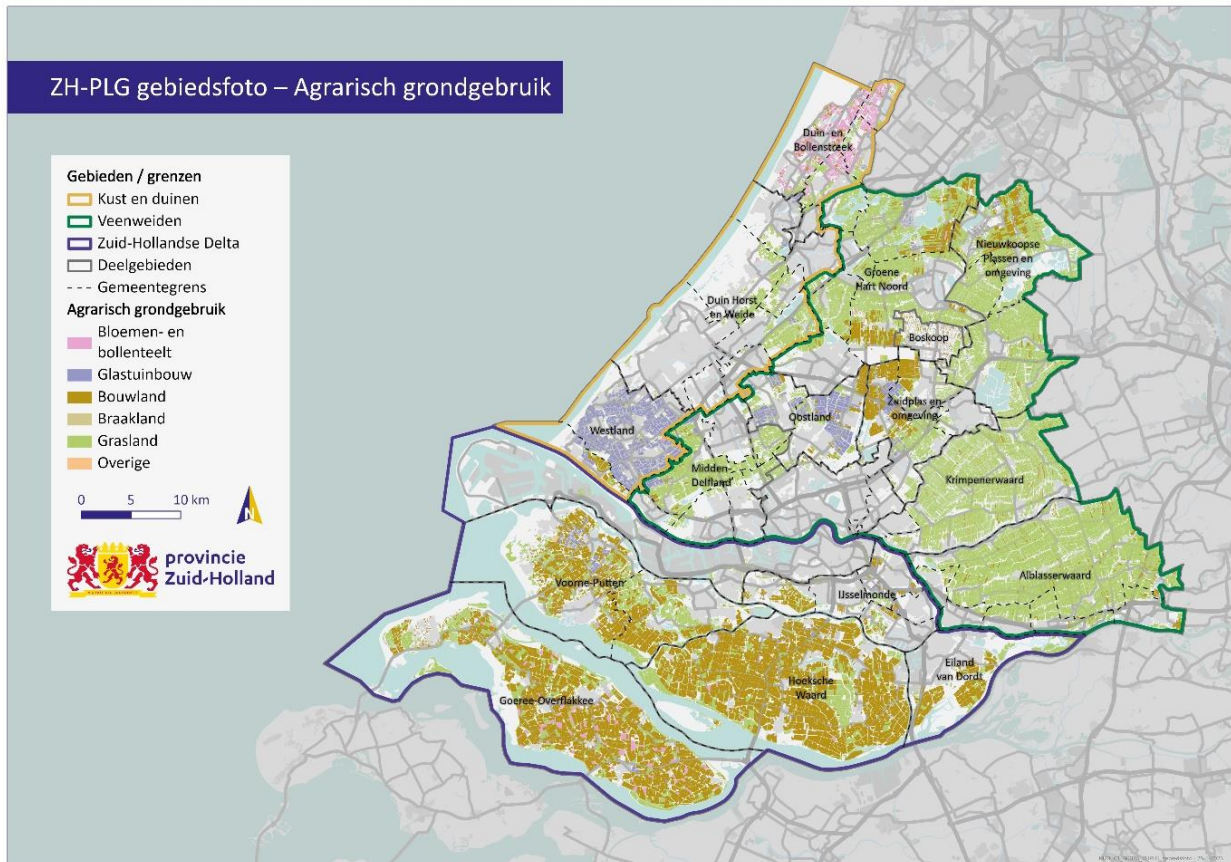 ZH-PLG gebiedsfoto – Agrarisch grondgebruik
Gebieden / grenzen
Kust en duinen
Veenweiden
Zuid-Hollandse Delta
Deelgebieden
Gemeentegrens
Agrarisch grondgebruik
Bloemen- en
bollenteelt
Glastuinbouw
Bouwland
Braakland
Grasland
Overige
0 5 10 km
N
provincie
Zuid-Holland
Duin- en
Bollenstreek
Nieuwkoopse
Plassen en
omgeving
Groene
Hart Noord
Duin Horst
en Weide
Boskoop
Zuidplas en
omgeving
Obstland
Westland
Midden-
Delfland
Krimpenerwaard
Alblasserwaard
Voorne-Putten
IJsselmonde
Eiland
van Dordt
Hoeksche
Waard
Goeree-Overflakkee